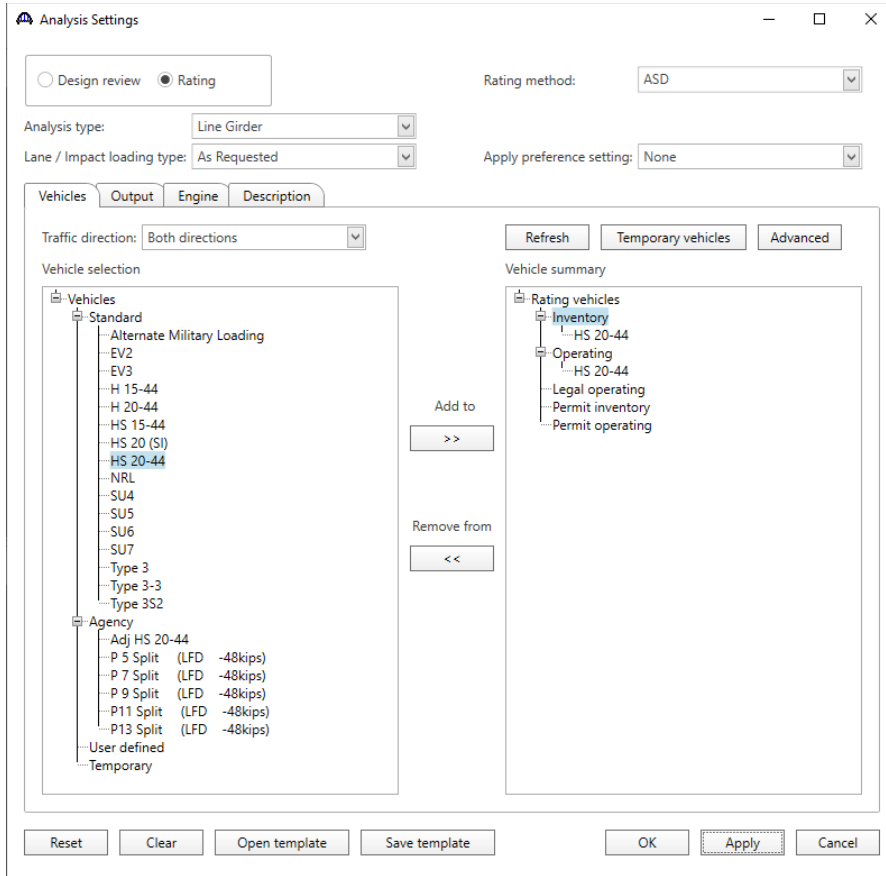 Analysis Settings
Design review Rating Rating method: ASD
Analysis type: Line Girder
Lane / Impact loading type: As Requested Apply preference setting: None
Vehicles Output Engine Description
Traffic direction: Both directions Refresh Temporary vehicles Advanced
Vehicle selection
Vehicles
Standard
Alternate Military Loading
EV2
EV3
H 15-44
H 20-44
HS 15-44
HS 20 (SI)
HS 20-44
NRL
SU4
SU5
SU6
SU7
Type 3
Type 3-3
Type 3S2
Agency
Adj HS 20-44
P 5 Split (LFD -48kips)
P 7 Split (LFD -48kips)
P 9 Split (LFD -48kips)
P11 Split (LFD -48kips)
P13 Split (LFD -48kips)
User defined
Temporary
Add to
>>
Remove from
<<
Vehicle summary
Rating vehicles
Inventory
HS 20-44
Operating
HS 20-44
Legal operating
Permit inventory
Permit operating
Reset Clear Open template Save template OK Apply Cancel